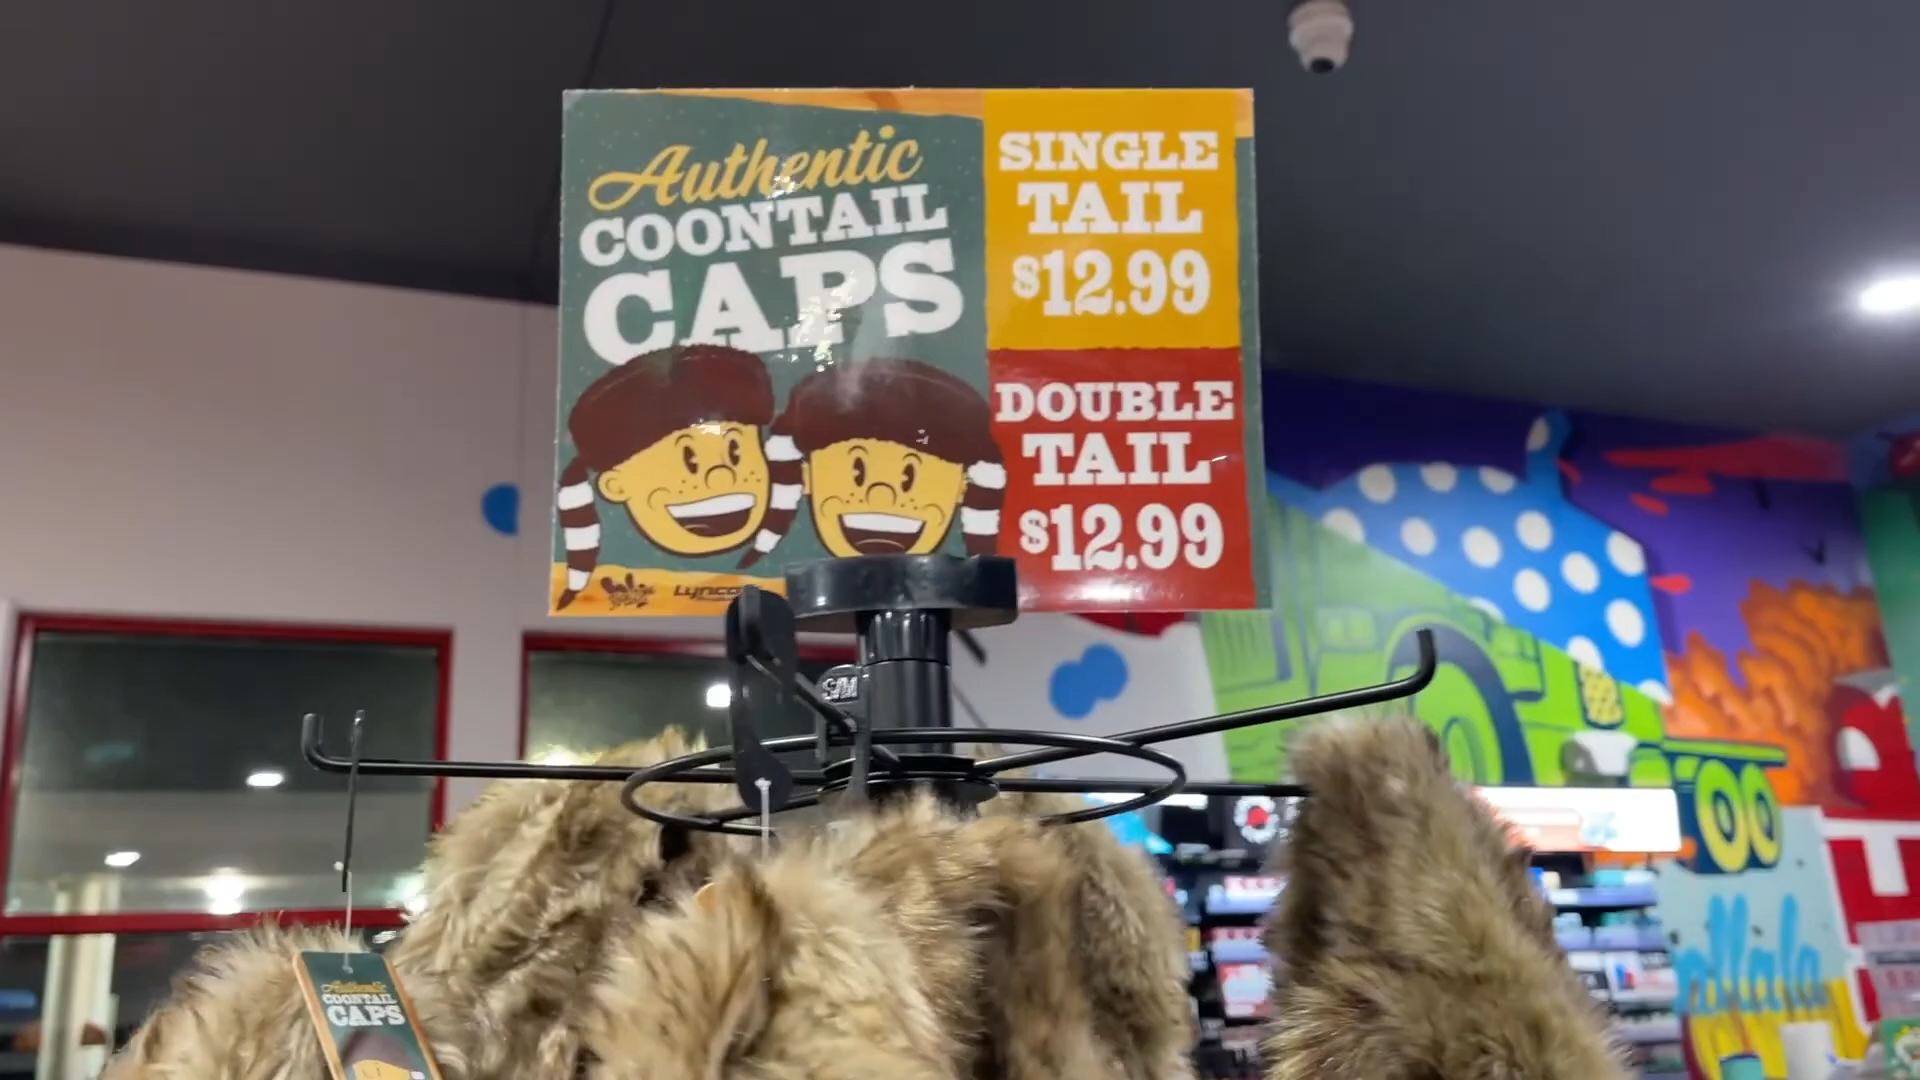 Authentic
COONTAIL
CAPS
SINGLE
TAIL
$12.99
DOUBLE
TAIL
$12.99
S/M
Authentic
COONTAIL
CAPS